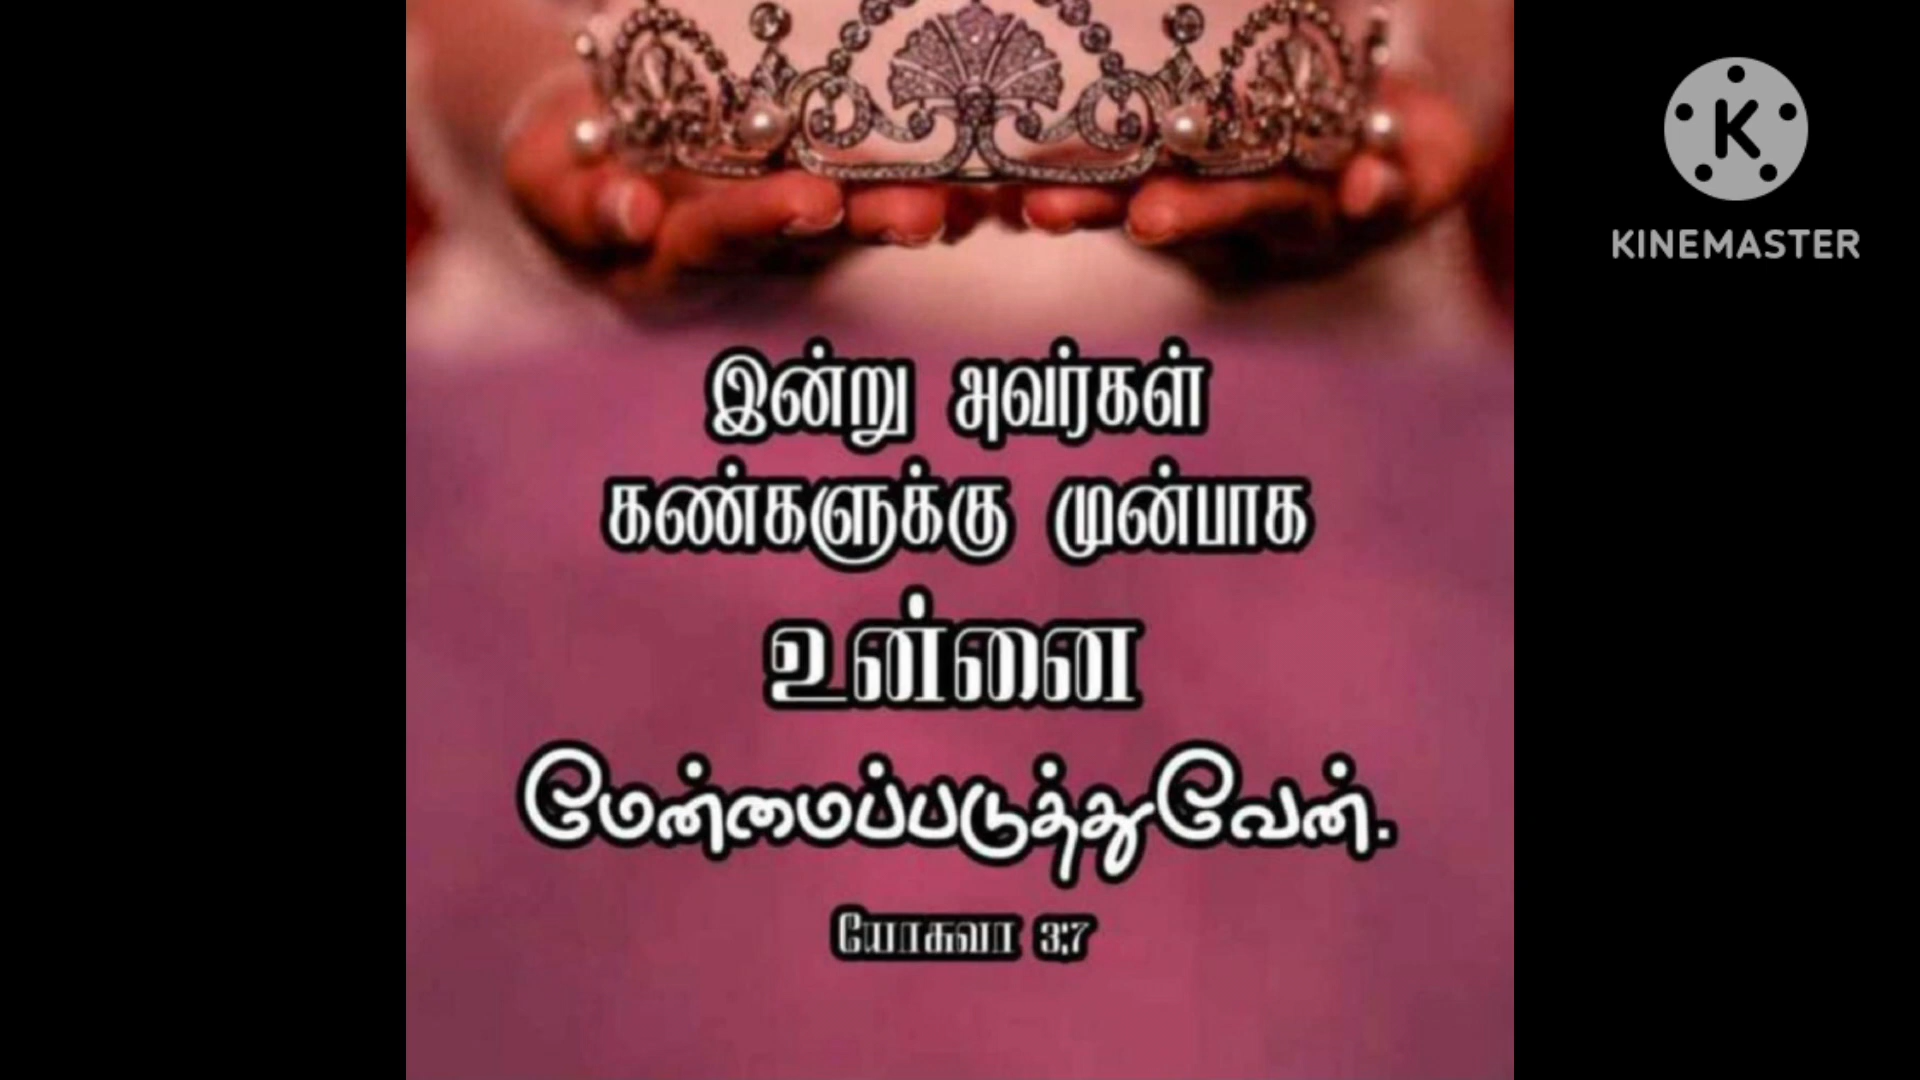 K
KINEMASTER
இன்று அவர்கள்
கண்களுக்கு முன்பாக
உன்னை
மேன்மைப்படுத்துவேன்.
யோசுவா 3:7